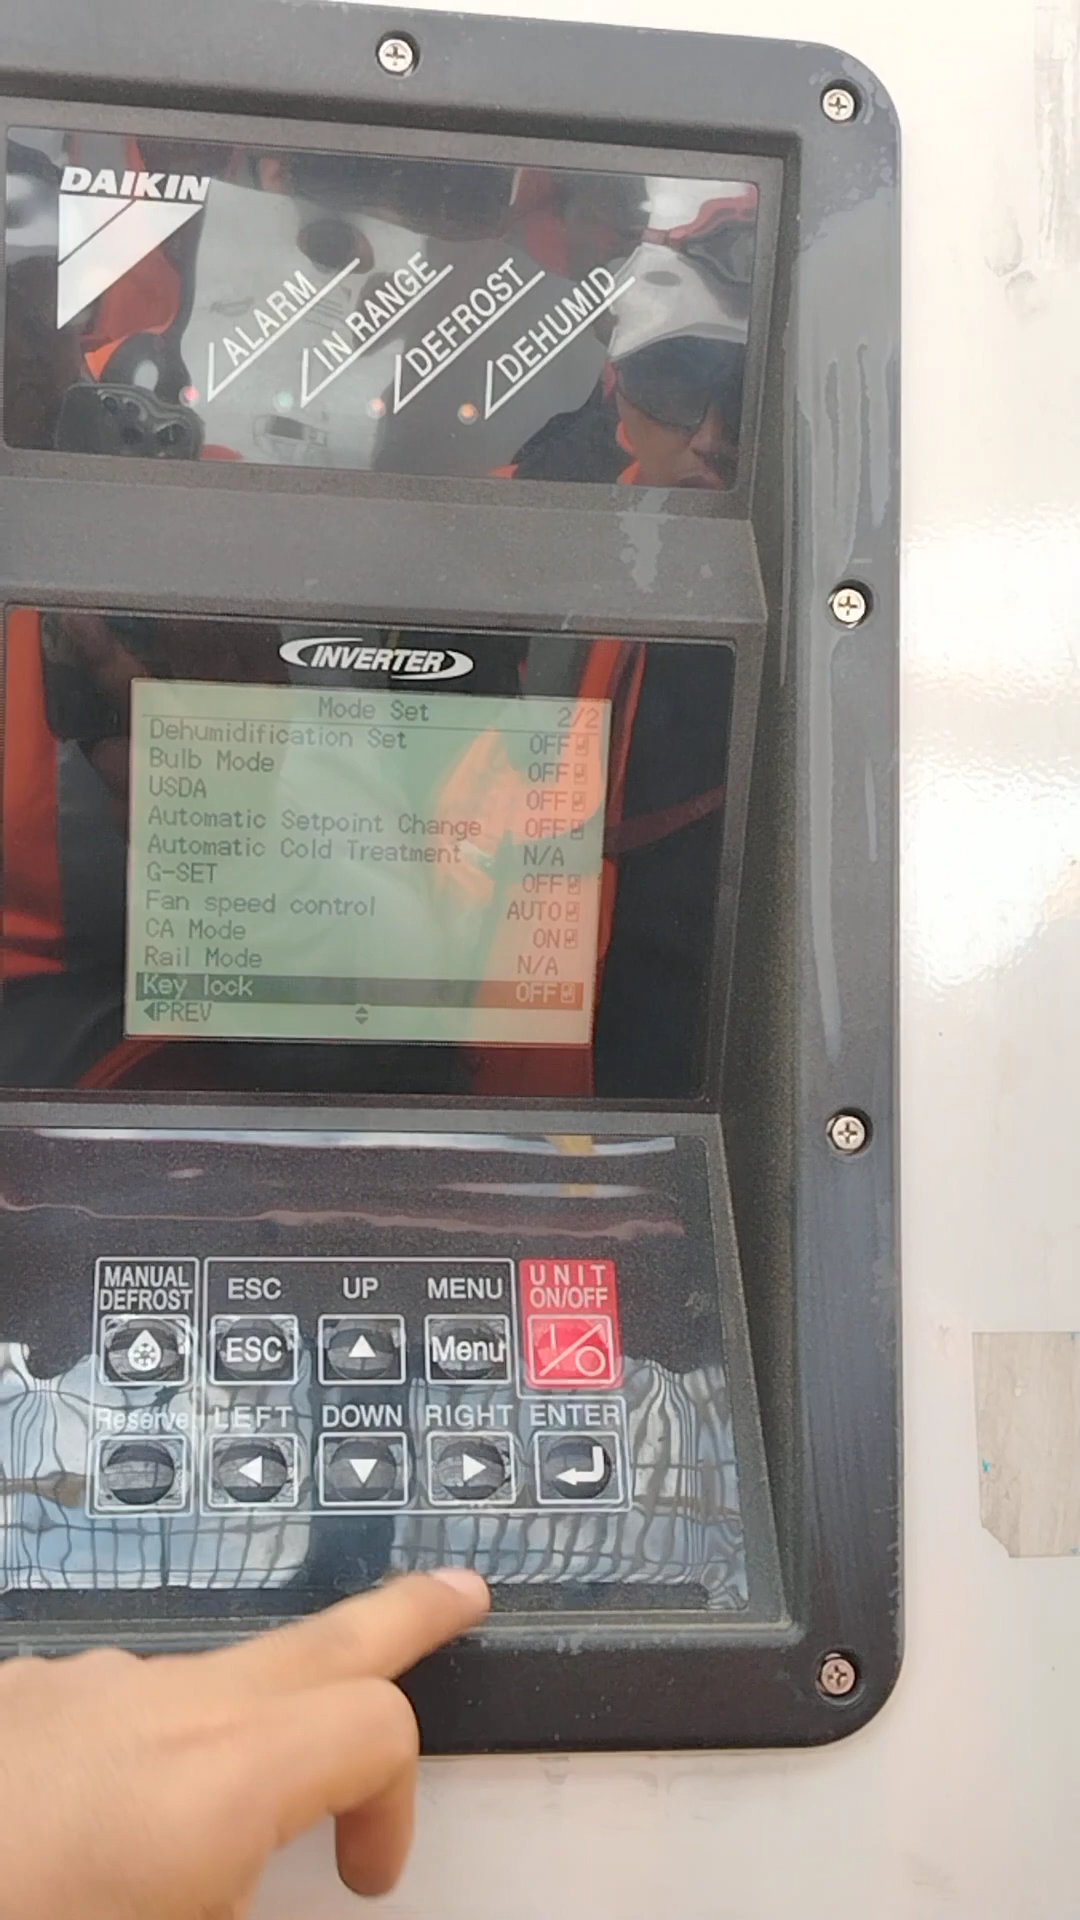 DAIKIN
ALARM
IN RANGE
DEFROST
DEHUMID
INVERTER
Mode Set 2/2
Dehumidification Set OFF
Bulb Mode OFF
USDA OFF
Automatic Setpoint Change OFF
Automatic Cold Treatment N/A
G-SET OFF
Fan speed control AUTO
CA Mode ON
Rail Mode N/A
Key lock OFF
PREV
MANUAL DEFROST
ESC
UP
MENU
UNIT ON/OFF
ESC
Menu
Reserve
LEFT
DOWN
RIGHT
ENTER